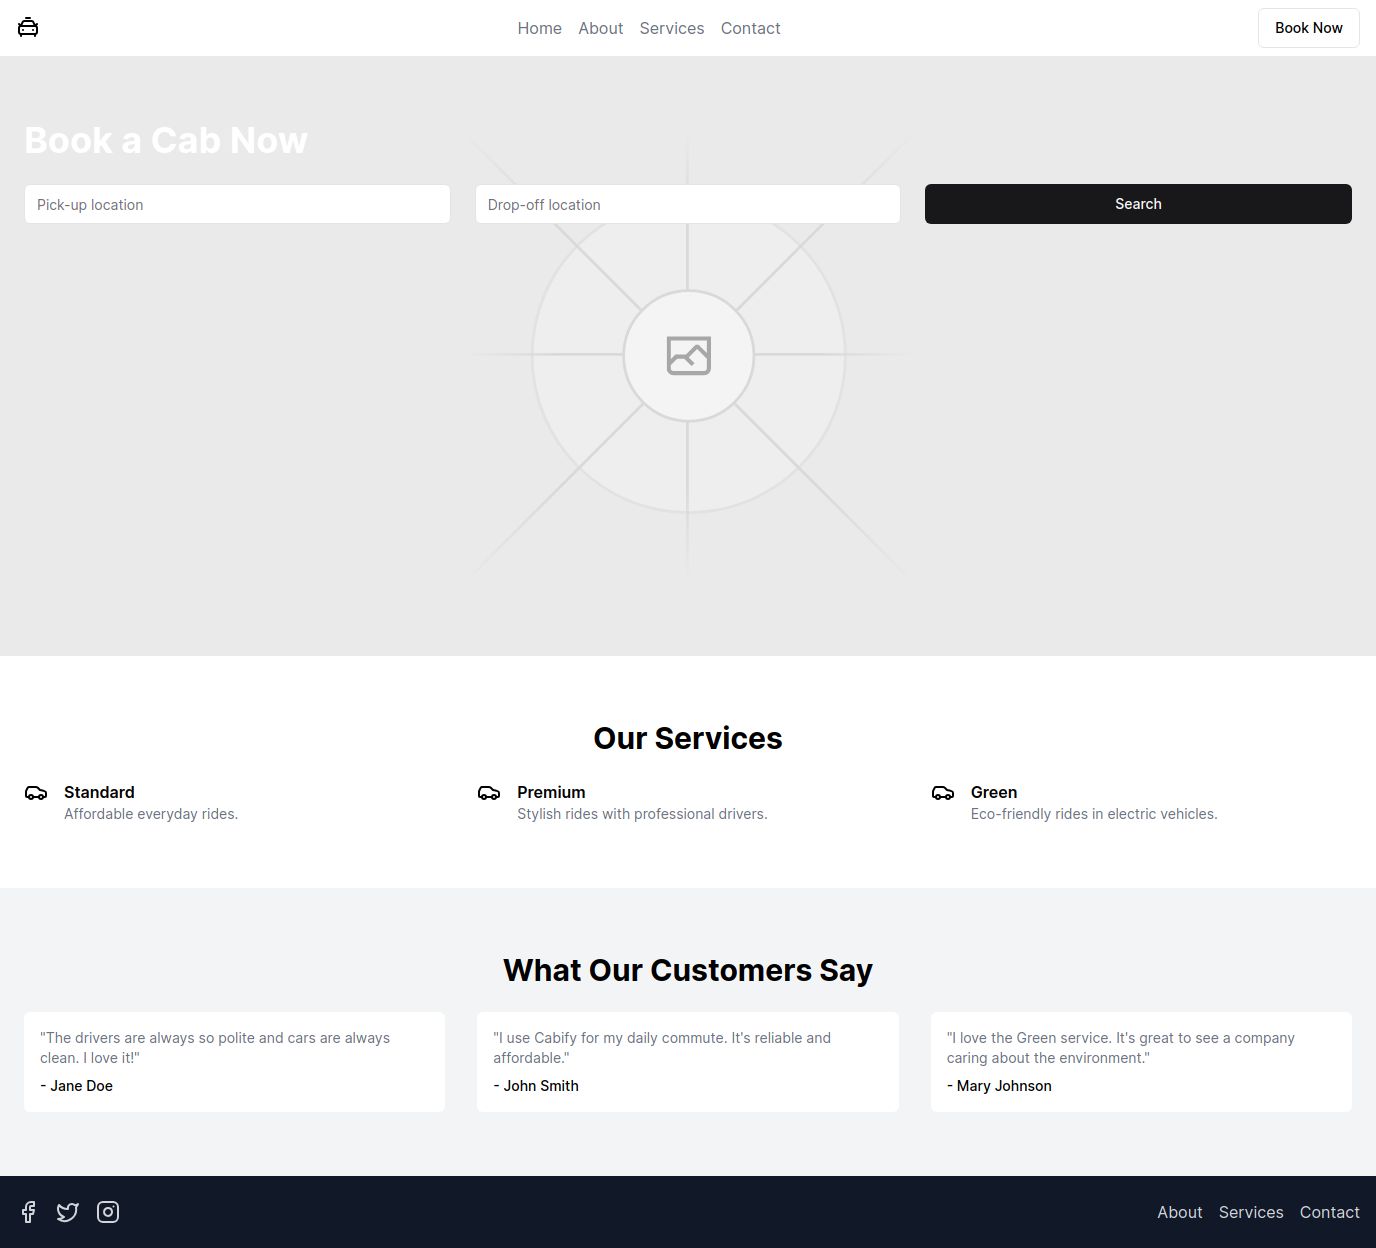 Home About Services Contact Book Now
Book a Cab Now
Pick-up location Drop-off location Search
Our Services
Standard Premium Green
Affordable everyday rides. Stylish rides with professional drivers. Eco-friendly rides in electric vehicles.
What Our Customers Say
"The drivers are always so polite and cars are always
clean. I love it!"
- Jane Doe
"I use Cabify for my daily commute. It's reliable and
affordable."
- John Smith
"I love the Green service. It's great to see a company
caring about the environment."
- Mary Johnson
About Services Contact